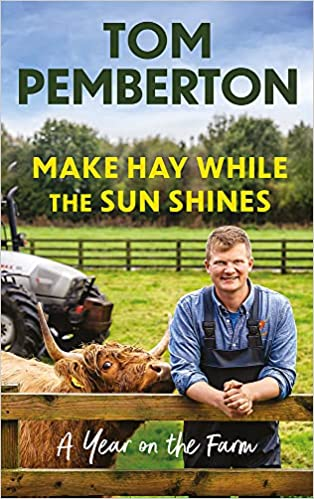 TOM
PEMBERTON
MAKE HAY WHILE
THE SUN SHINES
A Year on the Farm